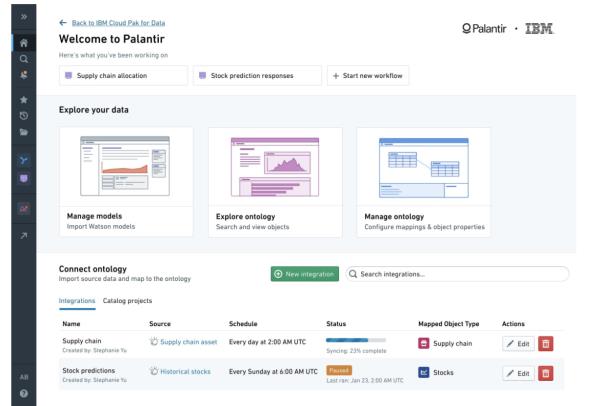 Back to IBM Cloud Pak for Data
Palantir · IBM
Welcome to Palantir
Here's what you've been working on
Supply chain allocation
Stock prediction responses
+ Start new workflow
Explore your data
Manage models
Import Watson models
Explore ontology
Search and view objects
Manage ontology
Configure mappings & object properties
Connect ontology
Import source data and map to the ontology
New integration
Search integrations...
Integrations Catalog projects
Name Source Schedule Status Mapped Object Type Actions
Supply chain Supply chain asset Every day at 2:00 AM UTC Supply chain Edit
Created by: Stephanie Yu Syncing: 23% complete
Stock predictions Historical stocks Every Sunday at 6:00 AM UTC Paused Stocks Edit
Created by: Stephanie Yu Last ran: Jan 23, 2:00 AM UTC
AB